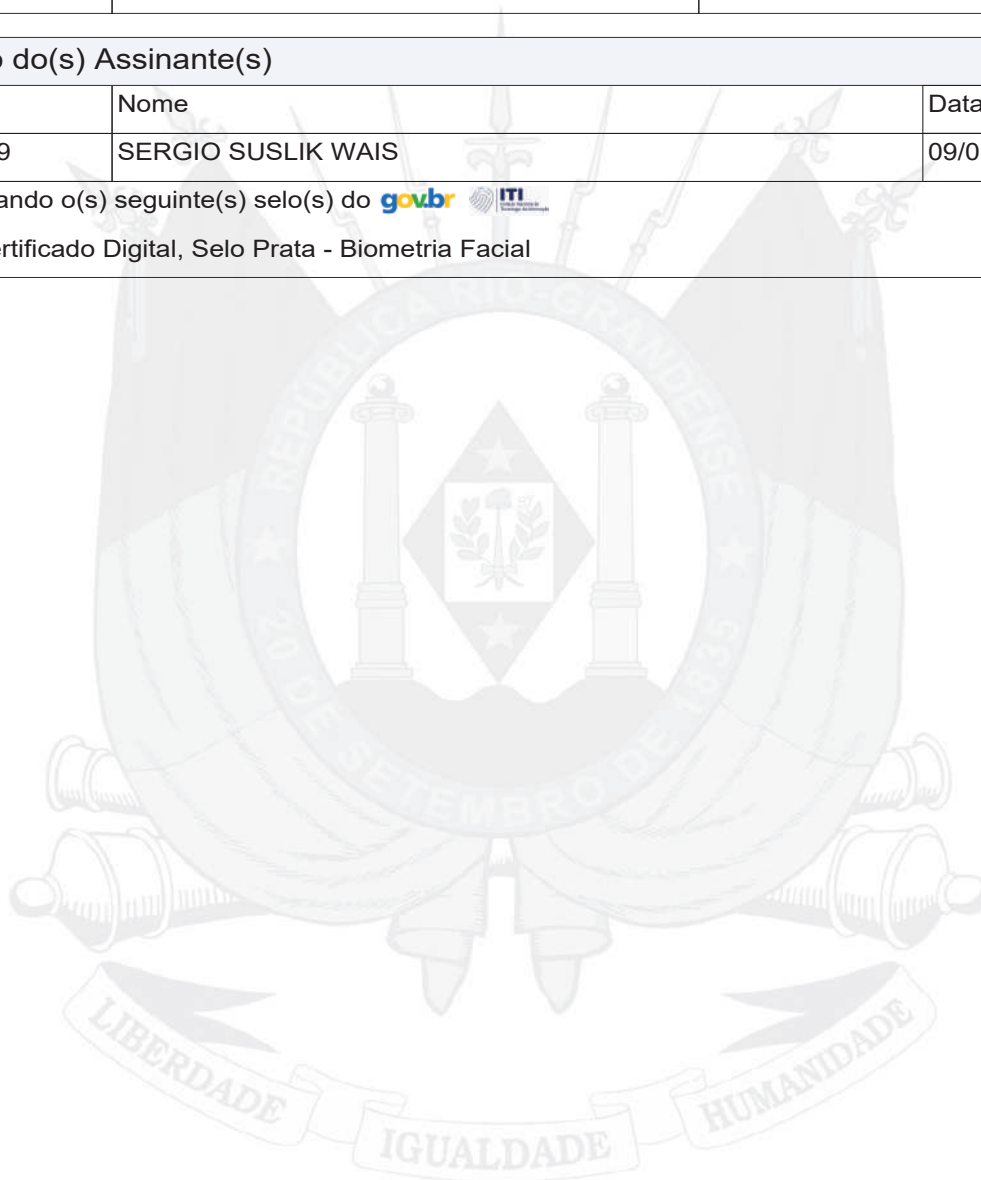 o do(s) Assinante(s)
Nome Data
9 SERGIO SUSLIK WAIS 09/0
ando o(s) seguinte(s) selo(s) do gov.br ITI
ertificado Digital, Selo Prata - Biometria Facial
REPÚBLICA RIO-GRANDENSE
20 DE SETEMBRO DE 1835
LIBERDADE IGUALDADE HUMANIDADE